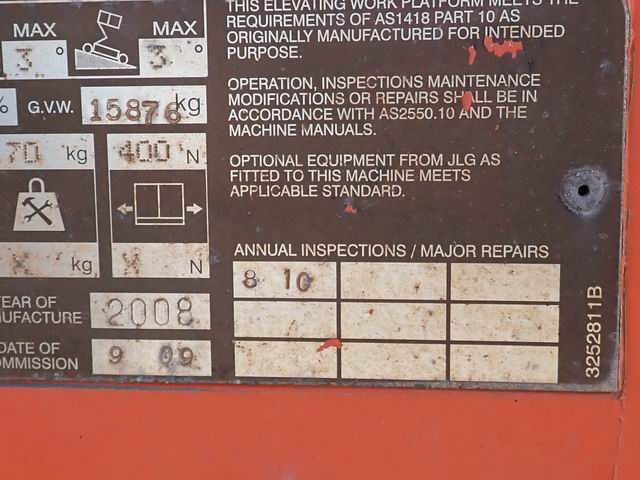 THIS ELEVATING WORK PLATFORM MEETS THE
REQUIREMENTS OF AS1418 PART 10 AS
ORIGINALLY MANUFACTURED FOR INTENDED
PURPOSE.
OPERATION, INSPECTIONS MAINTENANCE
MODIFICATIONS OR REPAIRS SHALL BE IN
ACCORDANCE WITH AS2550.10 AND THE
MACHINE MANUALS.
OPTIONAL EQUIPMENT FROM JLG AS
FITTED TO THIS MACHINE MEETS
APPLICABLE STANDARD.
MAX MAX
3° 3°
% G.V.W. 15876 kg
70 kg 400 N
X kg X N
YEAR OF
MANUFACTURE 2008
DATE OF
COMMISSION 9 09
ANNUAL INSPECTIONS / MAJOR REPAIRS
8 10
3252811B